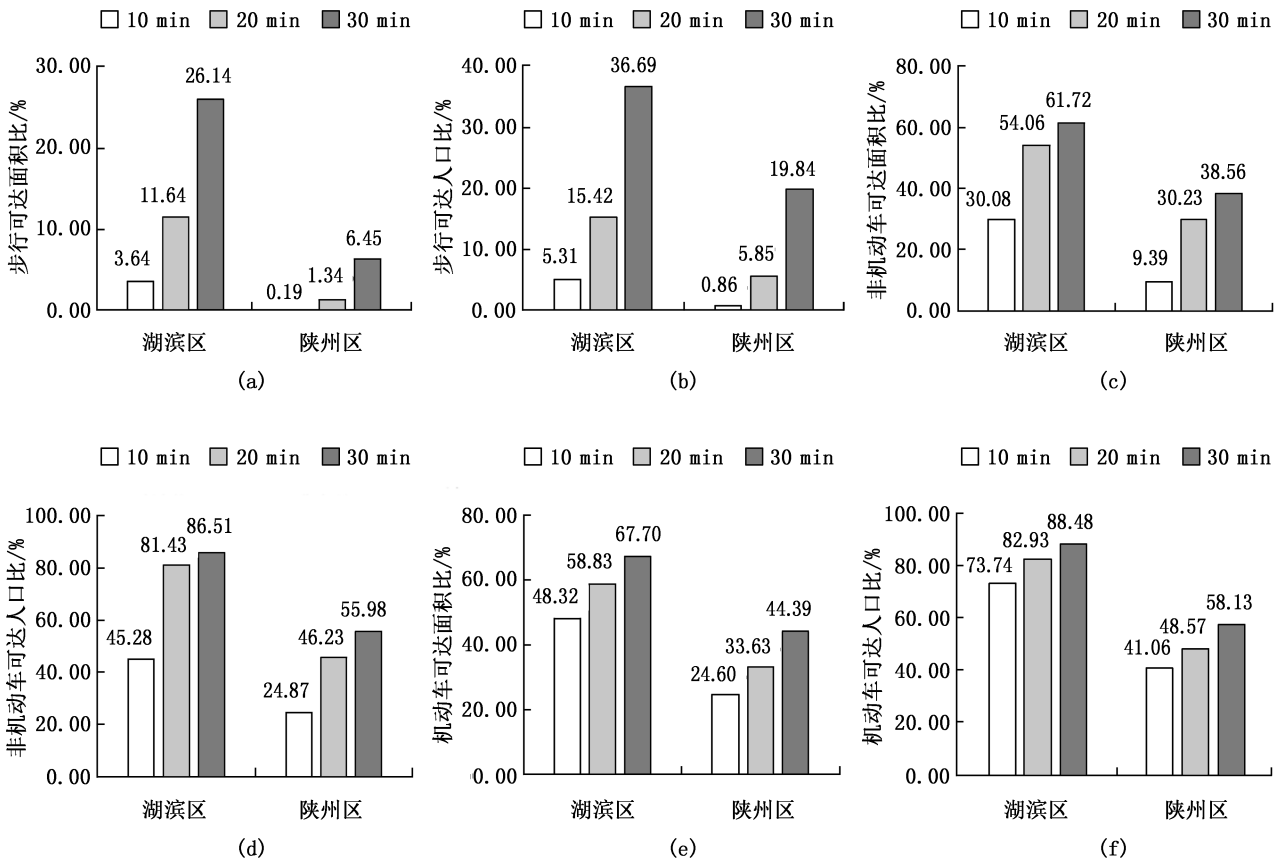 10 min 20 min 30 min
步行可达面积比/%
30.00
20.00
10.00
0.00
3.64
11.64
26.14
0.19
1.34
6.45
湖滨区 陕州区
(a)
10 min 20 min 30 min
步行可达人口比/%
40.00
30.00
20.00
10.00
0.00
5.31
15.42
36.69
0.86
5.85
19.84
湖滨区 陕州区
(b)
10 min 20 min 30 min
非机动车可达面积比/%
80.00
60.00
40.00
20.00
0.00
30.08
54.06
61.72
9.39
30.23
38.56
湖滨区 陕州区
(c)
10 min 20 min 30 min
非机动车可达人口比/%
100.00
80.00
60.00
40.00
20.00
0.00
45.28
81.43
86.51
24.87
46.23
55.98
湖滨区 陕州区
(d)
10 min 20 min 30 min
机动车可达面积比/%
80.00
60.00
40.00
20.00
0.00
48.32
58.83
67.70
24.60
33.63
44.39
湖滨区 陕州区
(e)
10 min 20 min 30 min
机动车可达人口比/%
100.00
80.00
60.00
40.00
20.00
0.00
73.74
82.93
88.48
41.06
48.57
58.13
湖滨区 陕州区
(f)